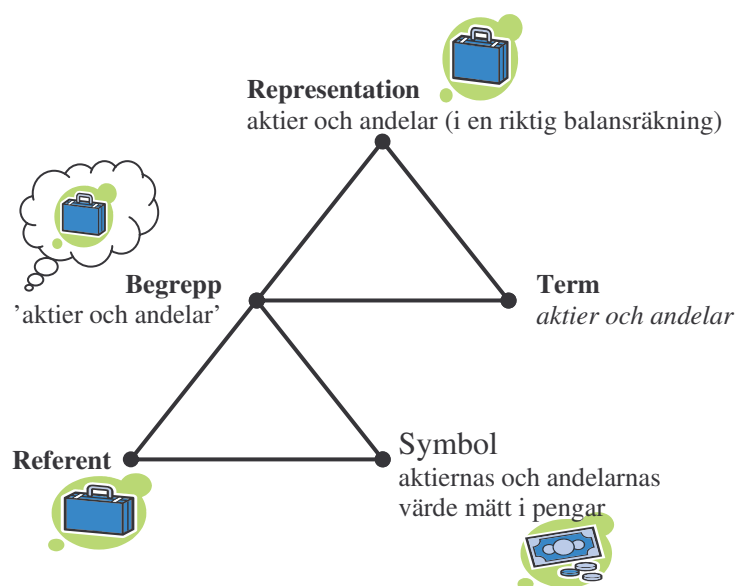 Representation
aktier och andelar (i en riktig balansräkning)
Begrepp
’aktier och andelar’
Term
aktier och andelar
Referent
Symbol
aktiernas och andelarnas
värde mätt i pengar